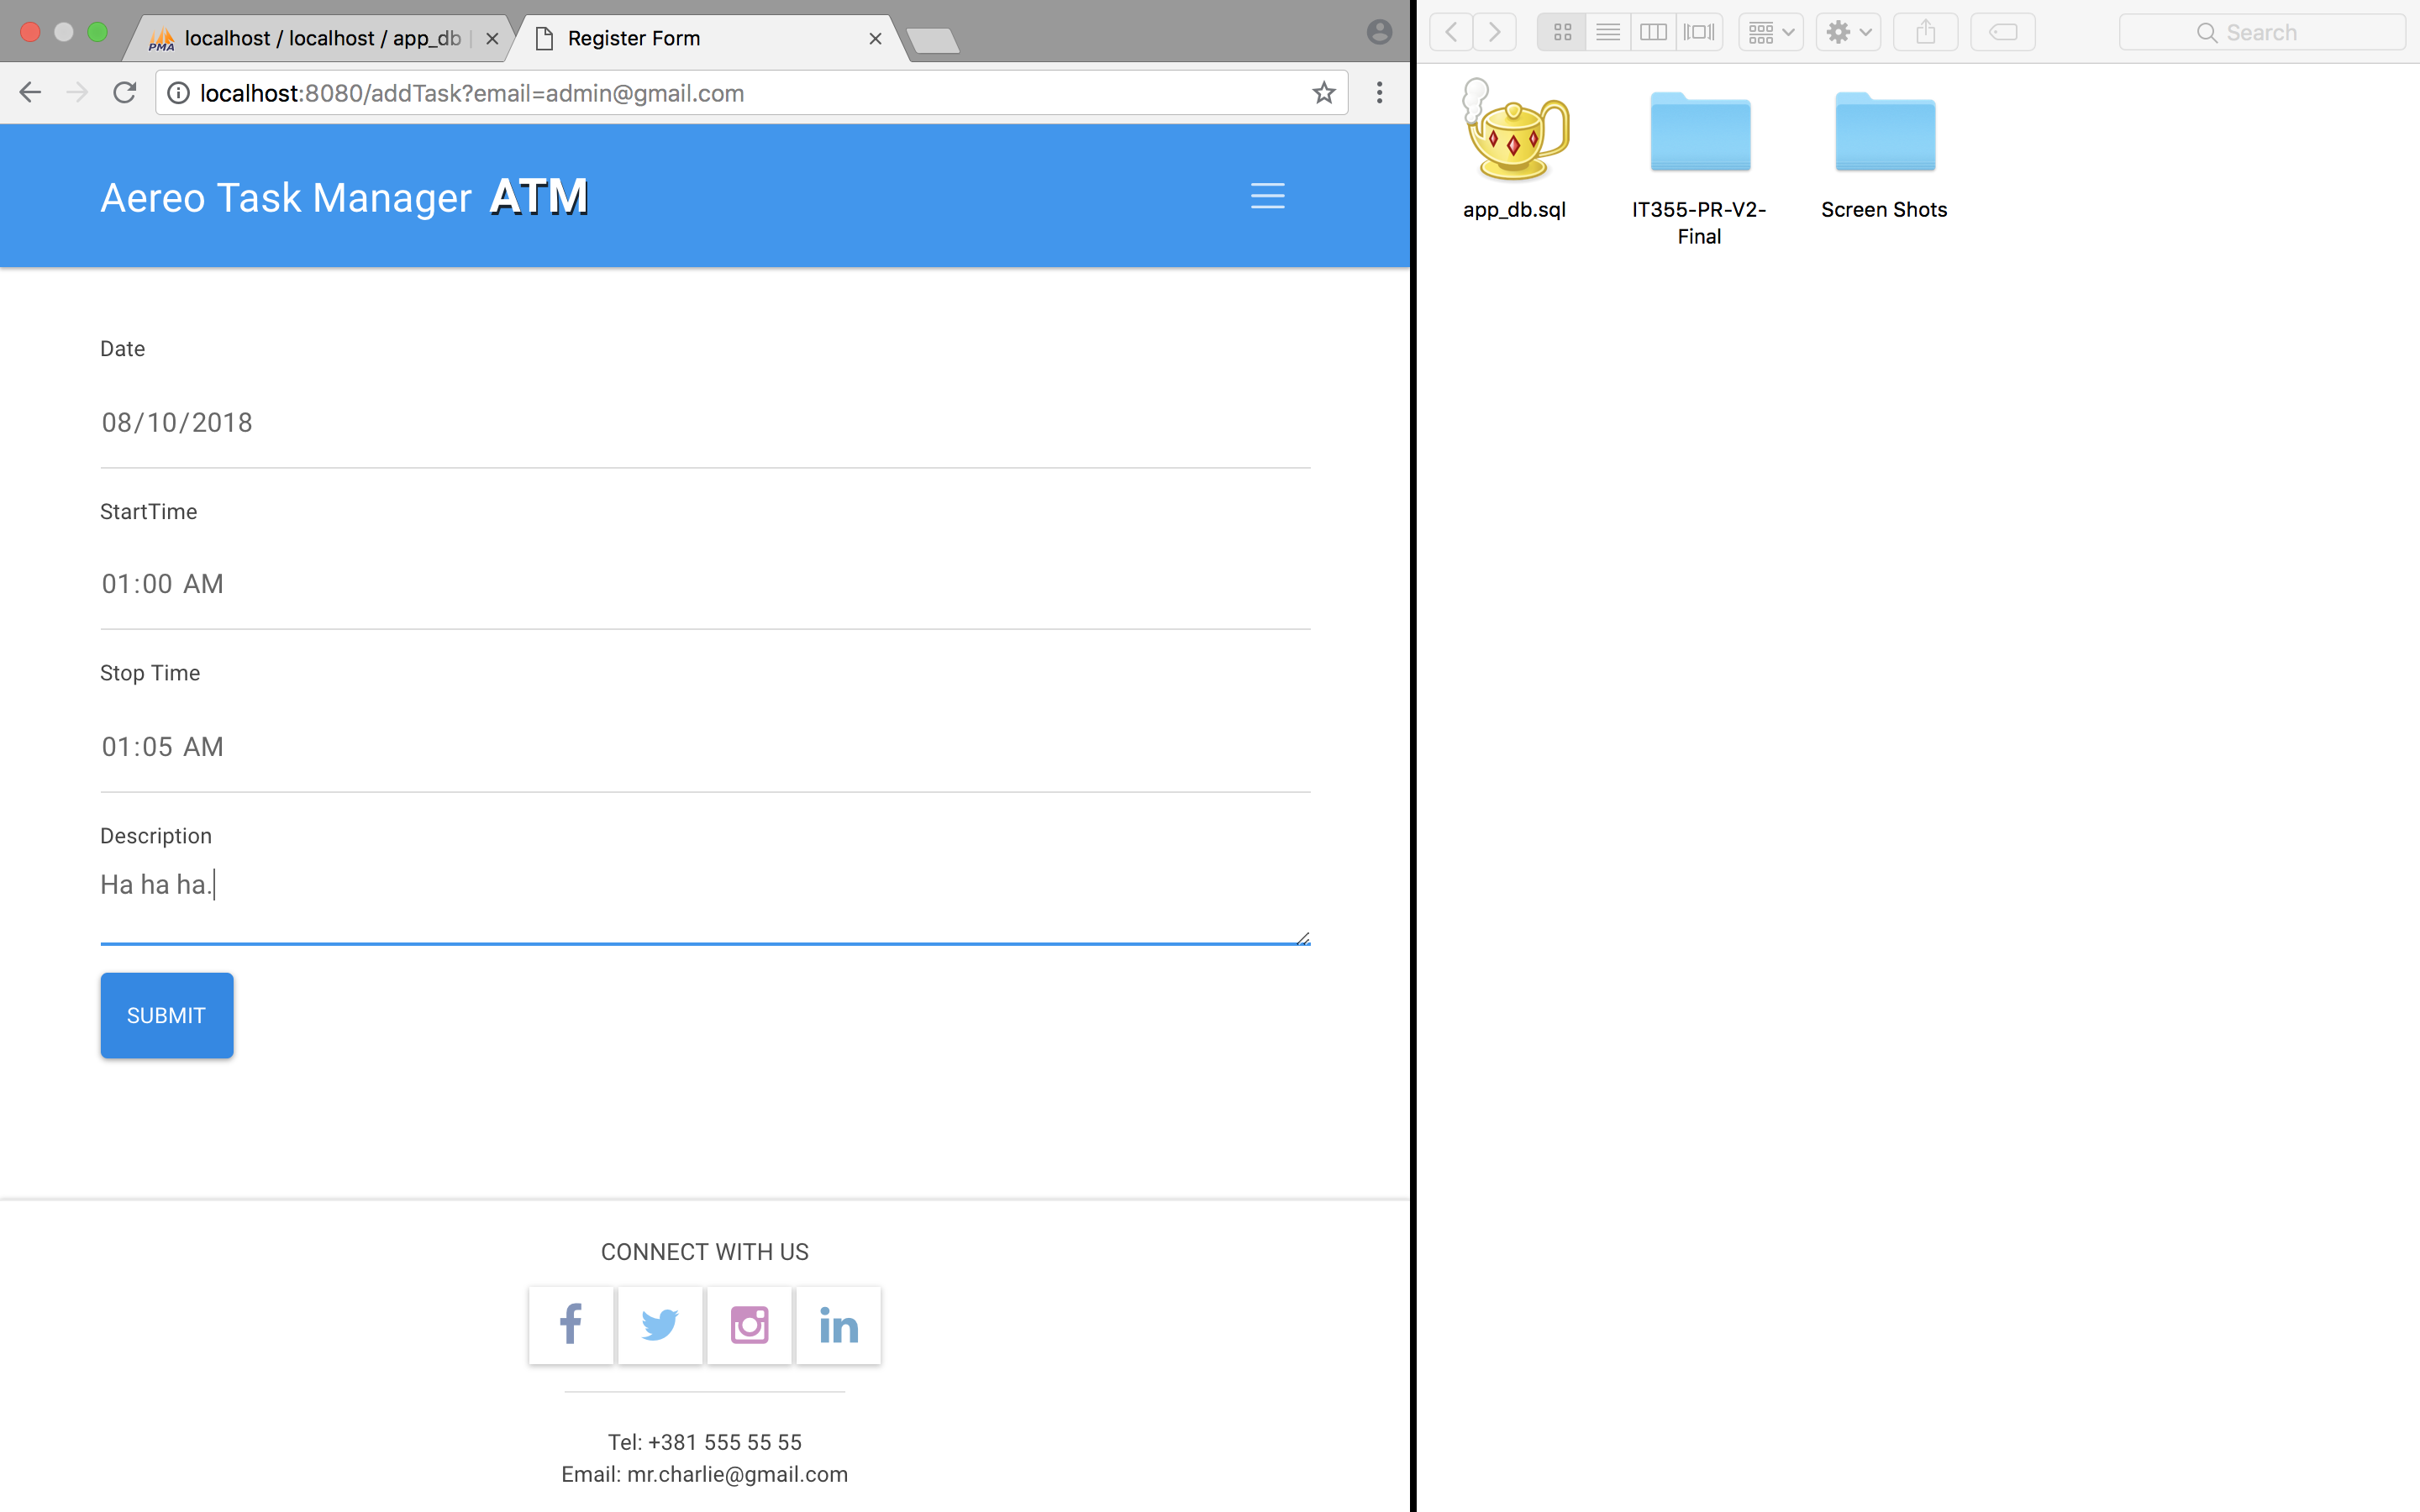 PMA localhost / localhost / app_db |
Register Form
localhost:8080/addTask?email=admin@gmail.com
Aereo Task Manager ATM
Date
08/10/2018
StartTime
01:00 AM
Stop Time
01:05 AM
Description
Ha ha ha.
SUBMIT
CONNECT WITH US
f
in
Tel: +381 555 55 55
Email: mr.charlie@gmail.com
Search
app_db.sql
IT355-PR-V2-
Final
Screen Shots